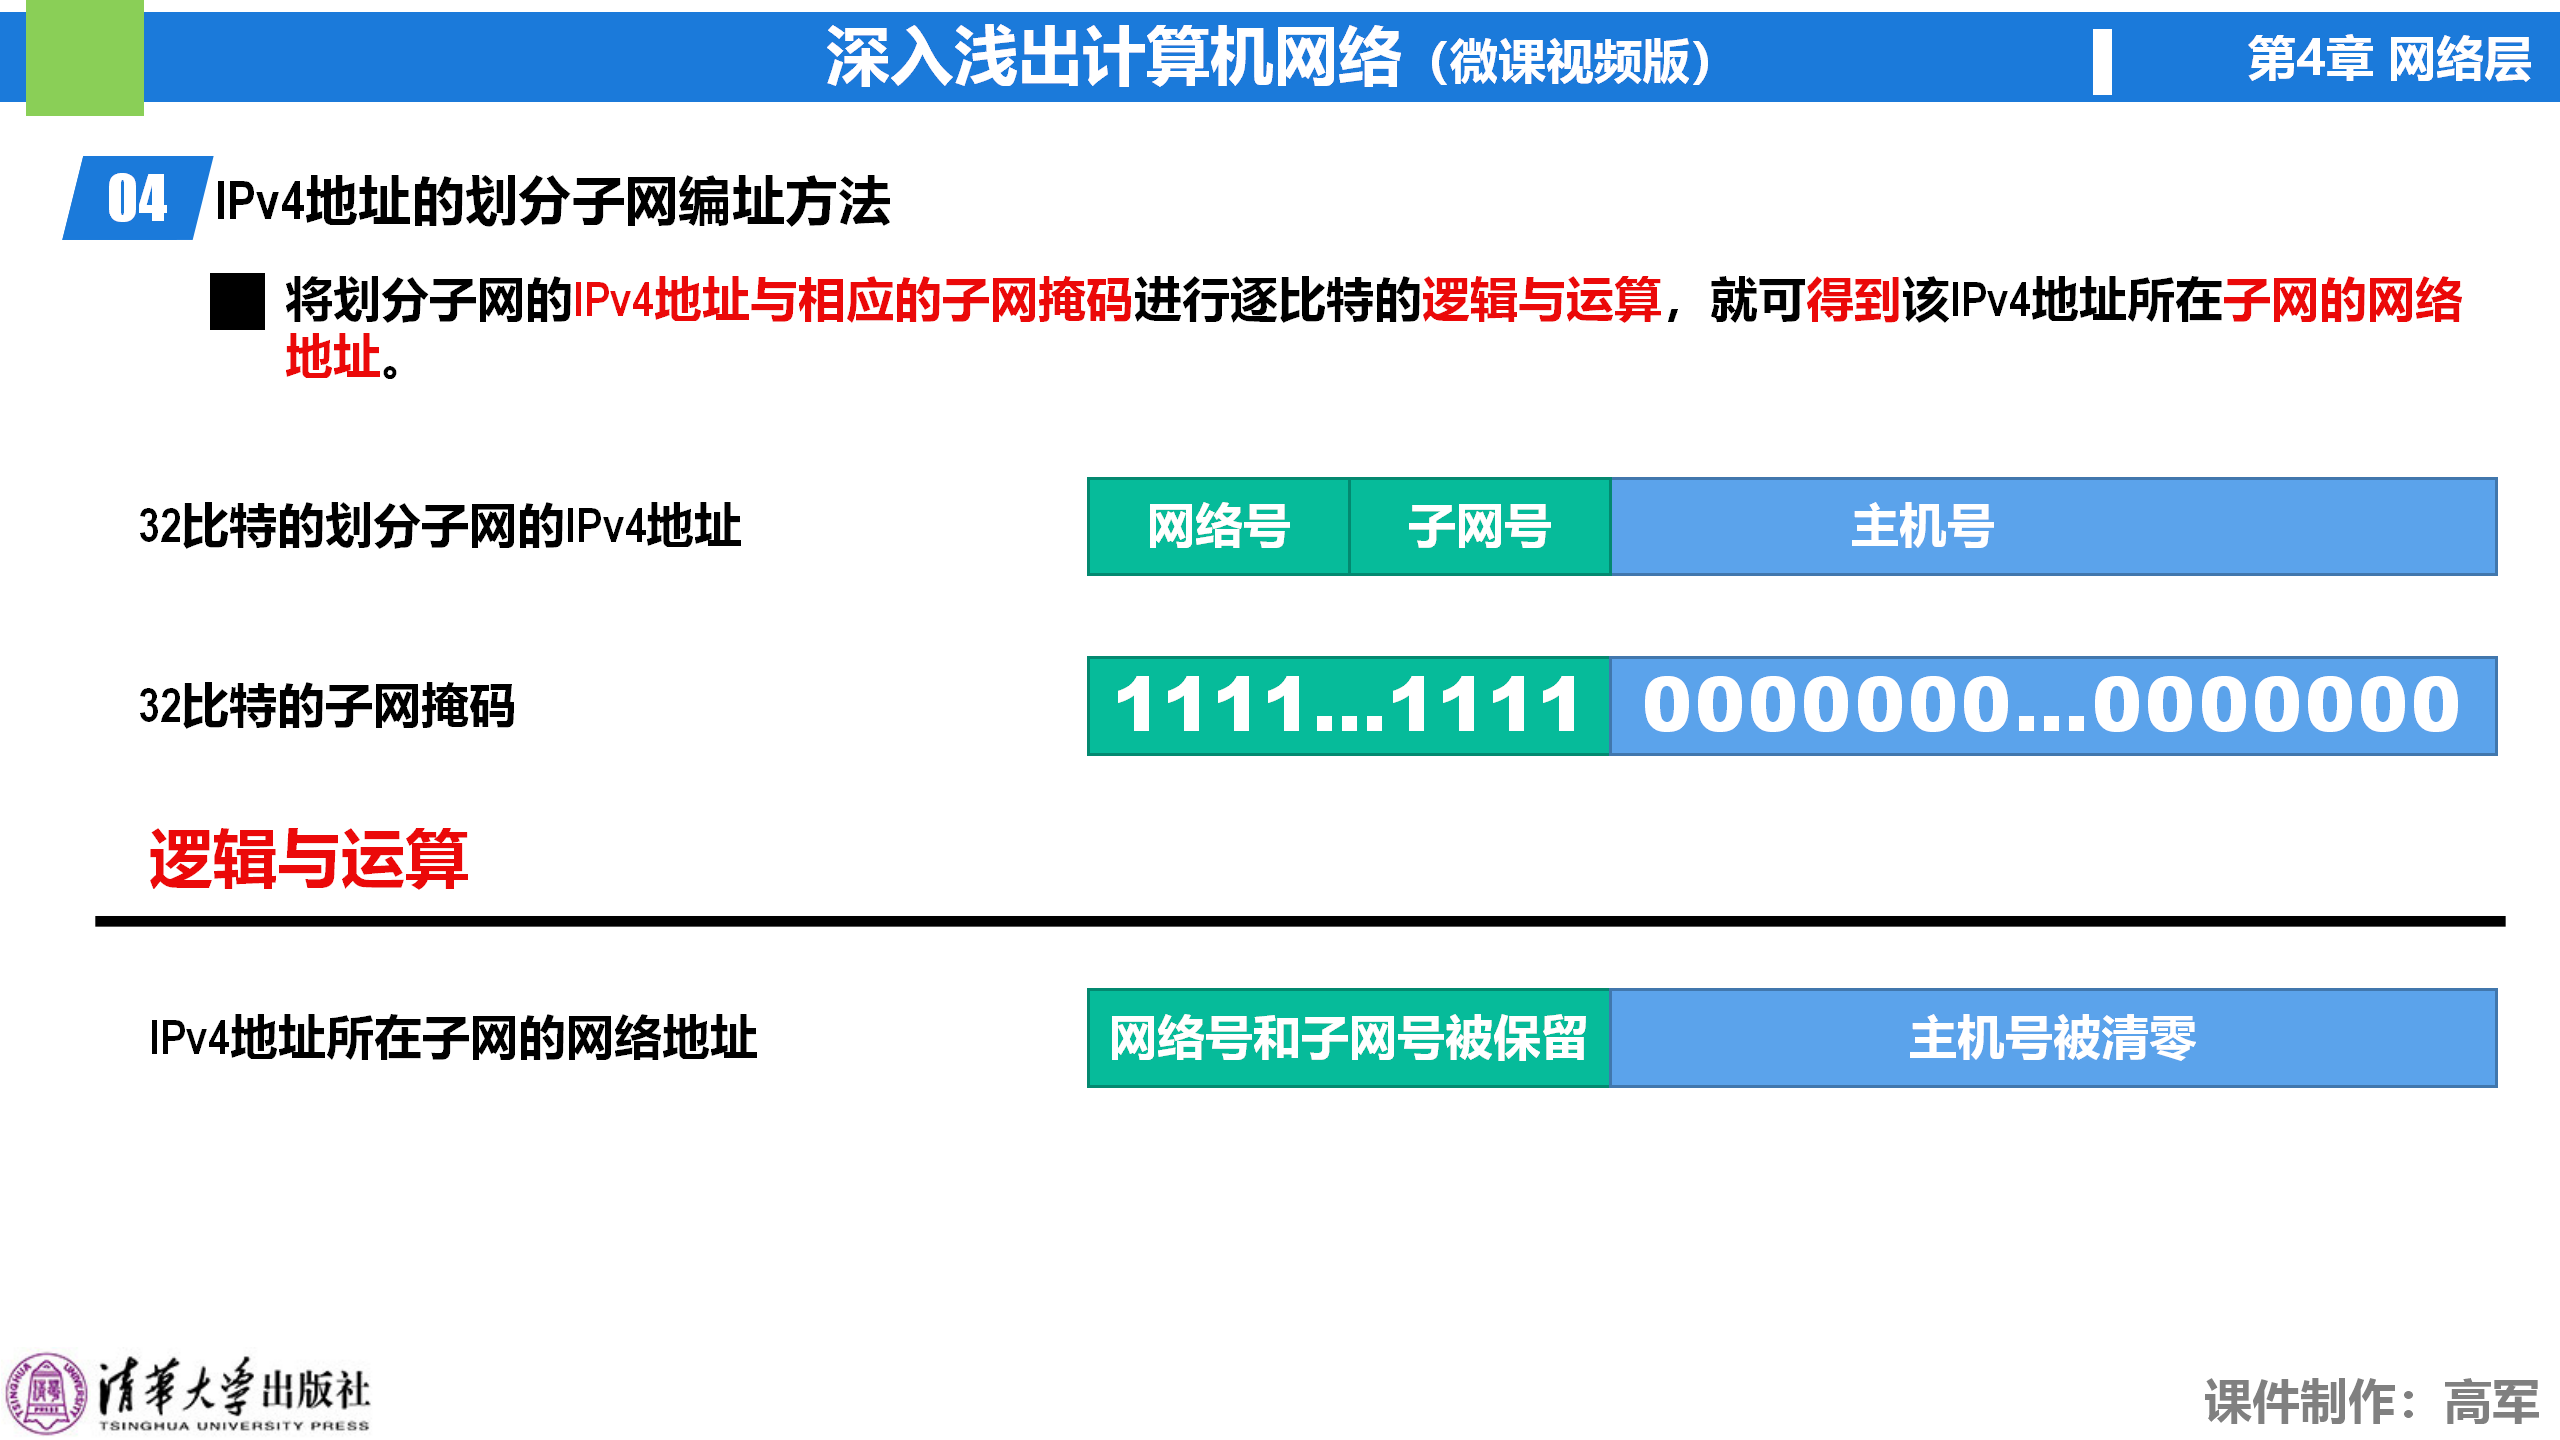 深入浅出计算机网络（微课视频版）
第4章 网络层
04
IPv4地址的划分子网编址方法
将划分子网的IPv4地址与相应的子网掩码进行逐比特的逻辑与运算，就可得到该IPv4地址所在子网的网络
地址。
32比特的划分子网的IPv4地址
网络号 子网号 主机号
32比特的子网掩码
1111...1111 0000000...0000000
逻辑与运算
IPv4地址所在子网的网络地址
网络号和子网号被保留 主机号被清零
清華大学出版社
TSINGHUA UNIVERSITY PRESS
课件制作：高军